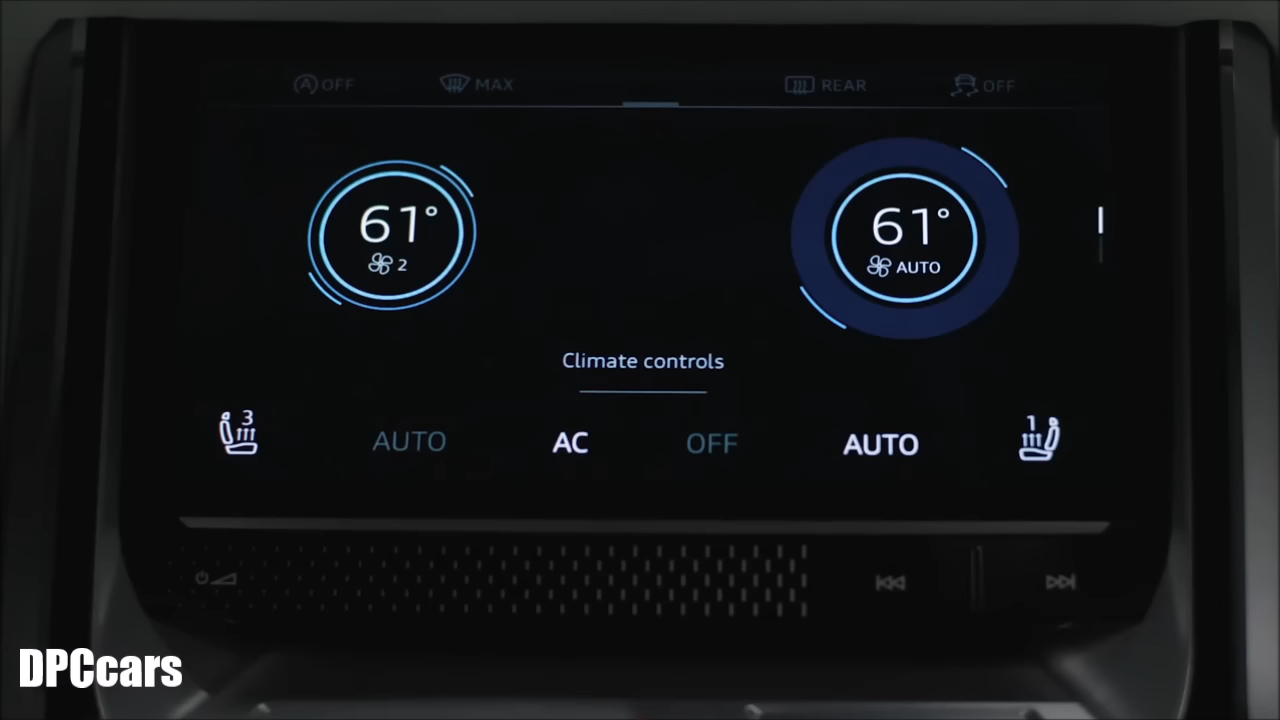 A OFF
MAX
REAR
OFF
61°
2
61°
AUTO
Climate controls
3
AUTO
AC
OFF
AUTO
1
DPCcars